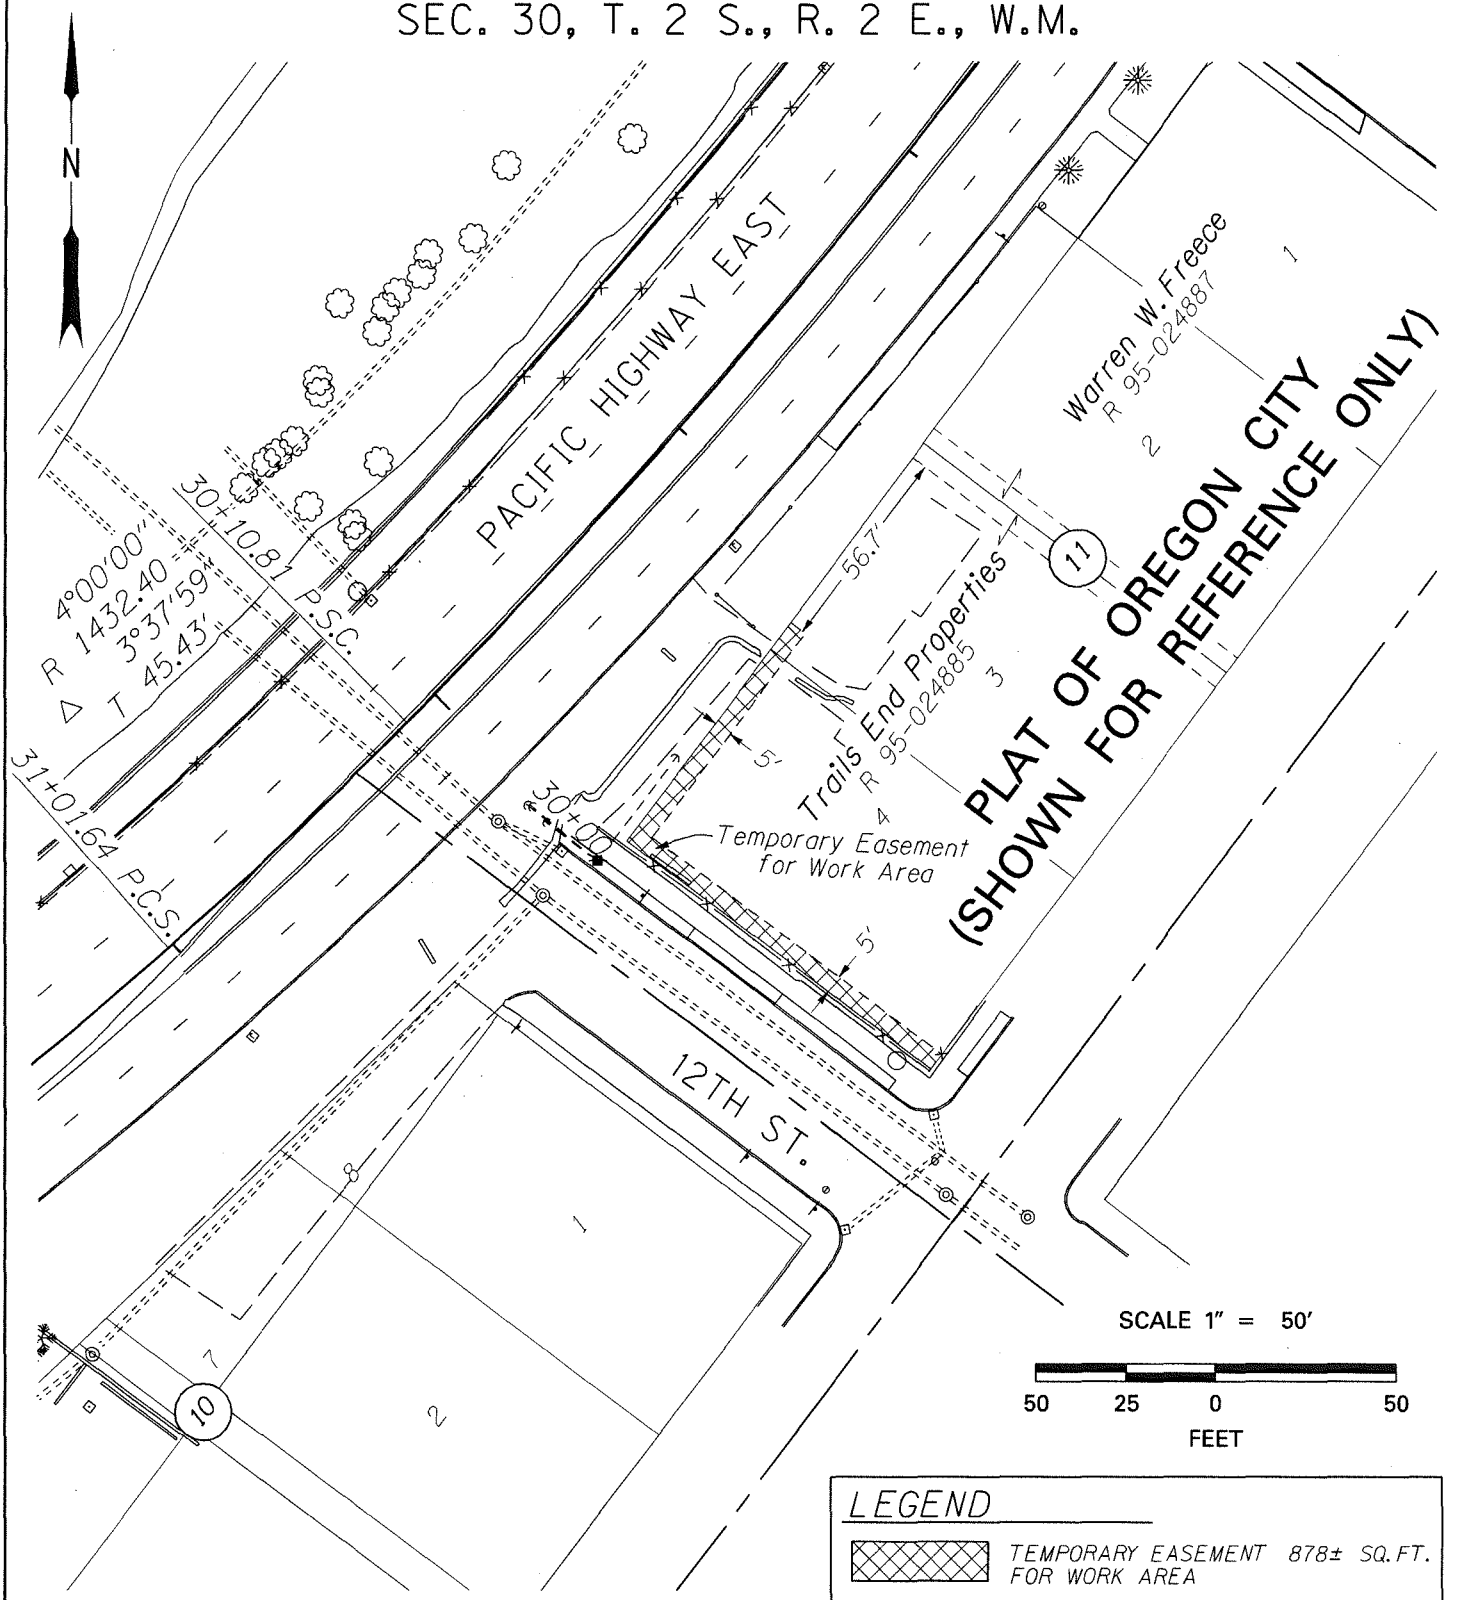 SEC. 30, T. 2 S., R. 2 E., W.M.
N
PACIFIC HIGHWAY EAST
Warren W. Freece
R 95-024887
1
2
PLAT OF OREGON CITY
(SHOWN FOR REFERENCE ONLY)
11
56.7'
30+10.81 P.S.C.
4°00'00"
R 1432.40
Δ 3°37'59"
T 45.43'
31+01.64 P.C.S.
Trails End Properties
R 95-024885
3
4
5'
30+00
Temporary Easement
for Work Area
5'
12TH ST.
1
7
10
2
SCALE 1" = 50'
50 25 0 50
FEET
LEGEND
TEMPORARY EASEMENT 878± SQ.FT.
FOR WORK AREA